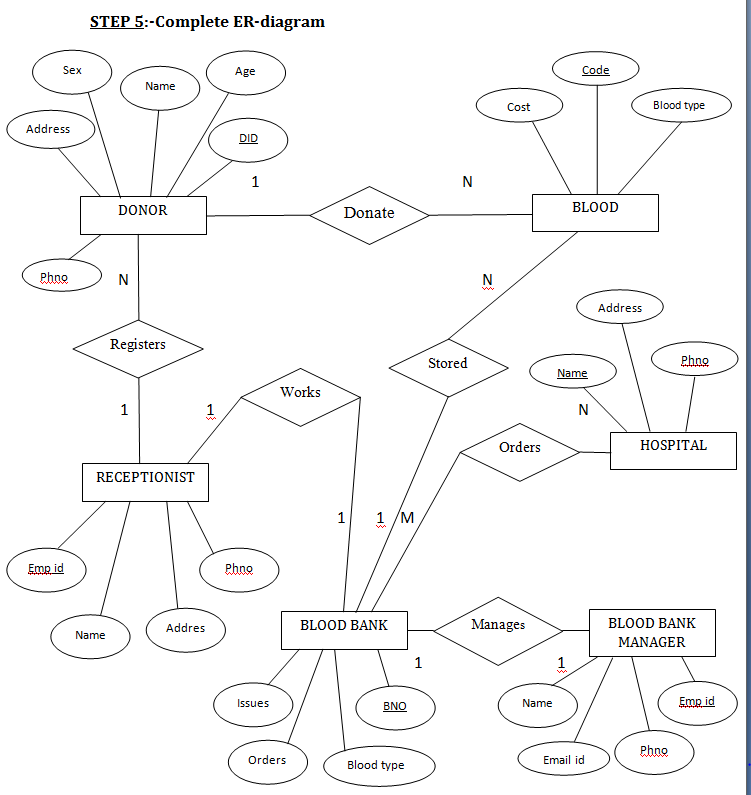 STEP 5:-Complete ER-diagram
Sex
Name
Age
Code
Cost
Blood type
Address
DID
1
N
DONOR
Donate
BLOOD
Phno
N
N
Address
Registers
Stored
Name
Phno
Works
1
1
N
Orders
HOSPITAL
RECEPTIONIST
1
1
M
Emp id
Phno
Name
Addres
BLOOD BANK
Manages
BLOOD BANK
MANAGER
1
1
Issues
BNO
Name
Emp id
Orders
Blood type
Email id
Phno